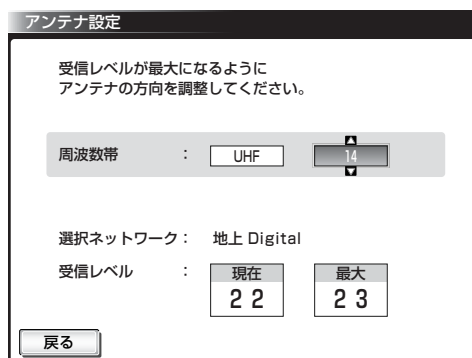 アンテナ設定
受信レベルが最大になるように
アンテナの方向を調整してください。
周波数帯 : UHF 14
選択ネットワーク : 地上 Digital
受信レベル : 現在 最大
22 23
戻る